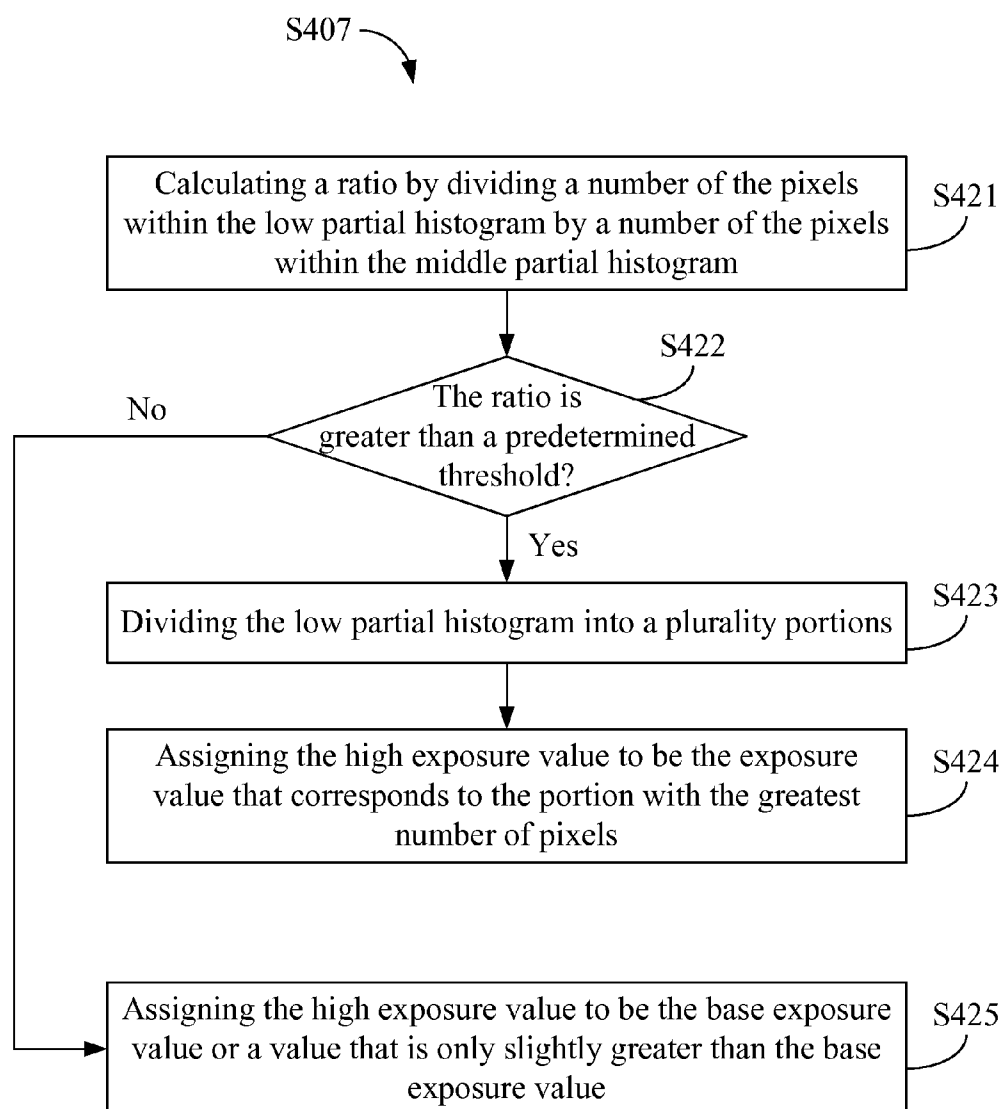 S407
Calculating a ratio by dividing a number of the pixels
within the low partial histogram by a number of the pixels
within the middle partial histogram
S421
S422
The ratio is
greater than a predetermined
threshold?
No
Yes
Dividing the low partial histogram into a plurality portions
S423
Assigning the high exposure value to be the exposure
value that corresponds to the portion with the greatest
number of pixels
S424
Assigning the high exposure value to be the base exposure
value or a value that is only slightly greater than the base
exposure value
S425